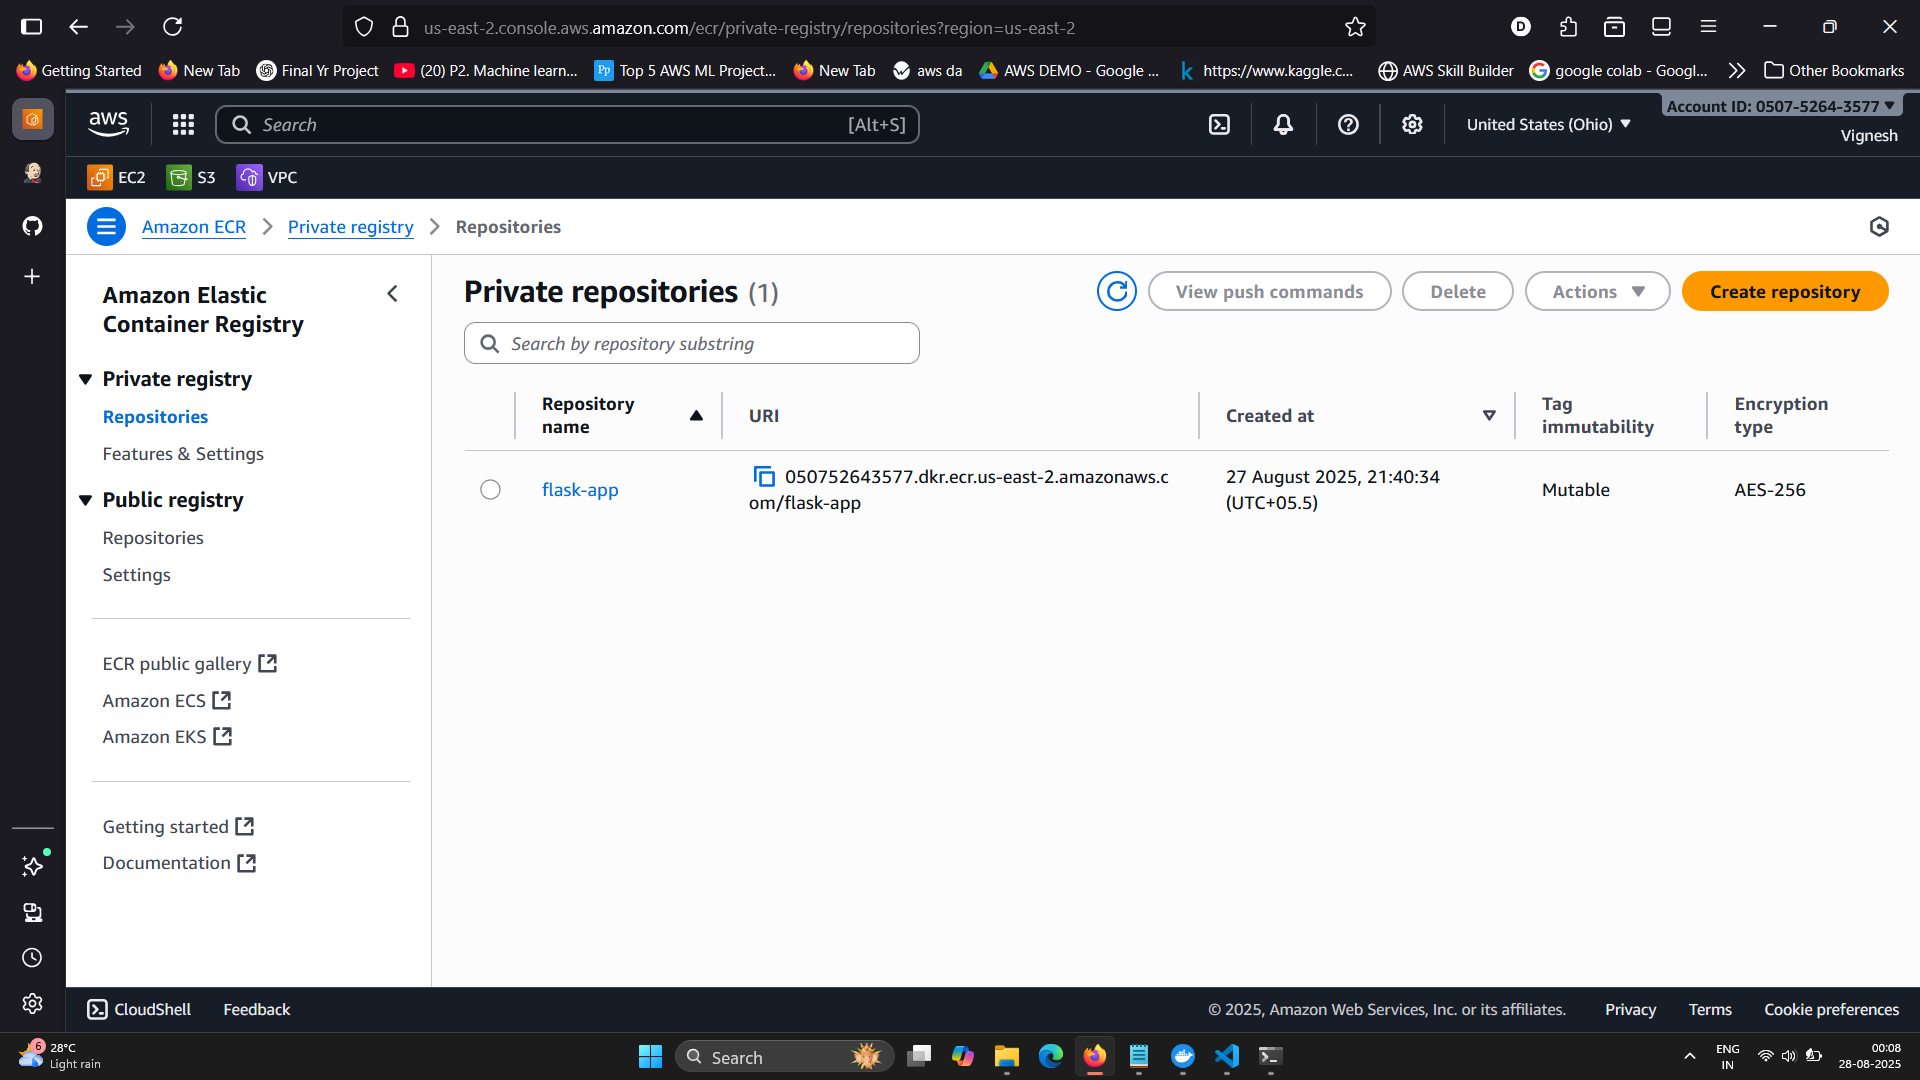 us-east-2.console.aws.amazon.com/ecr/private-registry/repositories?region=us-east-2
D
Getting Started
New Tab
Final Yr Project
(20) P2. Machine learn...
Pp
Top 5 AWS ML Project...
New Tab
aws da
AWS DEMO - Google ...
k
https://www.kaggle.c...
AWS Skill Builder
google colab - Googl...
Other Bookmarks
aws
Search
[Alt+S]
United States (Ohio)
Account ID: 0507-5264-3577
Vignesh
EC2
S3
VPC
Amazon ECR
Private registry
Repositories
Amazon Elastic
Container Registry
Private registry
Repositories
Features & Settings
Public registry
Repositories
Settings
ECR public gallery
Amazon ECS
Amazon EKS
Getting started
Documentation
Private repositories (1)
View push commands
Delete
Actions
Create repository
Search by repository substring
Repository
name
URI
Created at
Tag
immutability
Encryption
type
flask-app
050752643577.dkr.ecr.us-east-2.amazonaws.c
om/flask-app
27 August 2025, 21:40:34
(UTC+05.5)
Mutable
AES-256
CloudShell
Feedback
© 2025, Amazon Web Services, Inc. or its affiliates.
Privacy
Terms
Cookie preferences
6
28°C
Light rain
Search
ENG
IN
00:08
28-08-2025